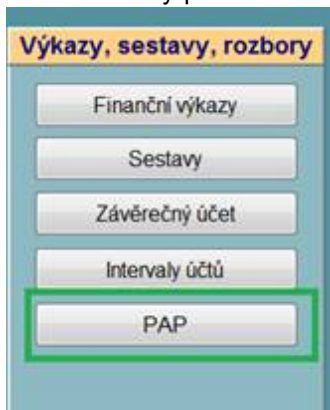 Výkazy, sestavy, rozbory
Finanční výkazy
Sestavy
Závěrečný účet
Intervaly účtů
PAP